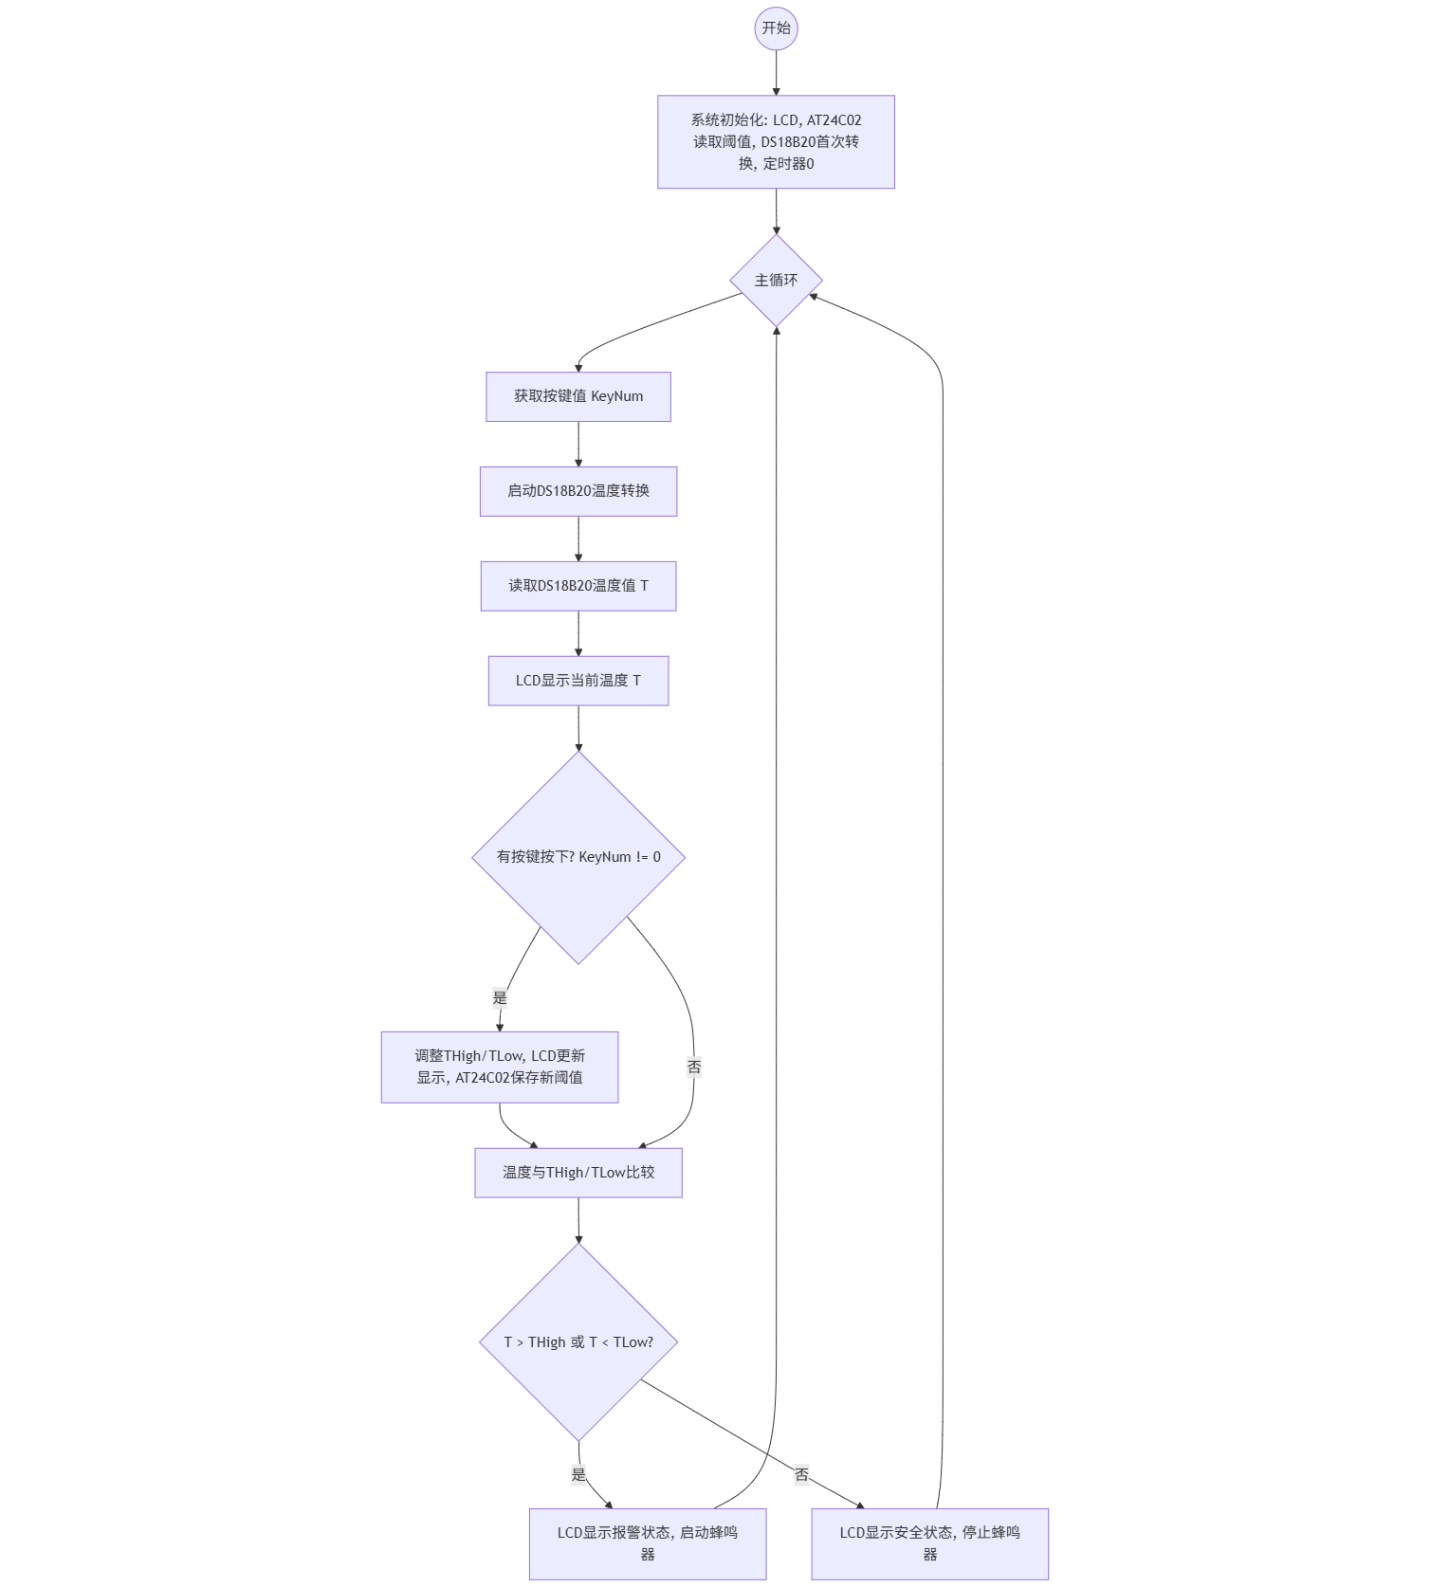 开始
系统初始化: LCD, AT24C02
读取阈值, DS18B20首次转
换, 定时器0
主循环
获取按键值 KeyNum
启动DS18B20温度转换
读取DS18B20温度值 T
LCD显示当前温度 T
有按键按下? KeyNum != 0
是
调整THigh/TLow, LCD更新
显示, AT24C02保存新阈值
否
温度与THigh/TLow比较
T > THigh 或 T < TLow?
是
否
LCD显示报警状态, 启动蜂鸣
器
LCD显示安全状态, 停止蜂鸣
器